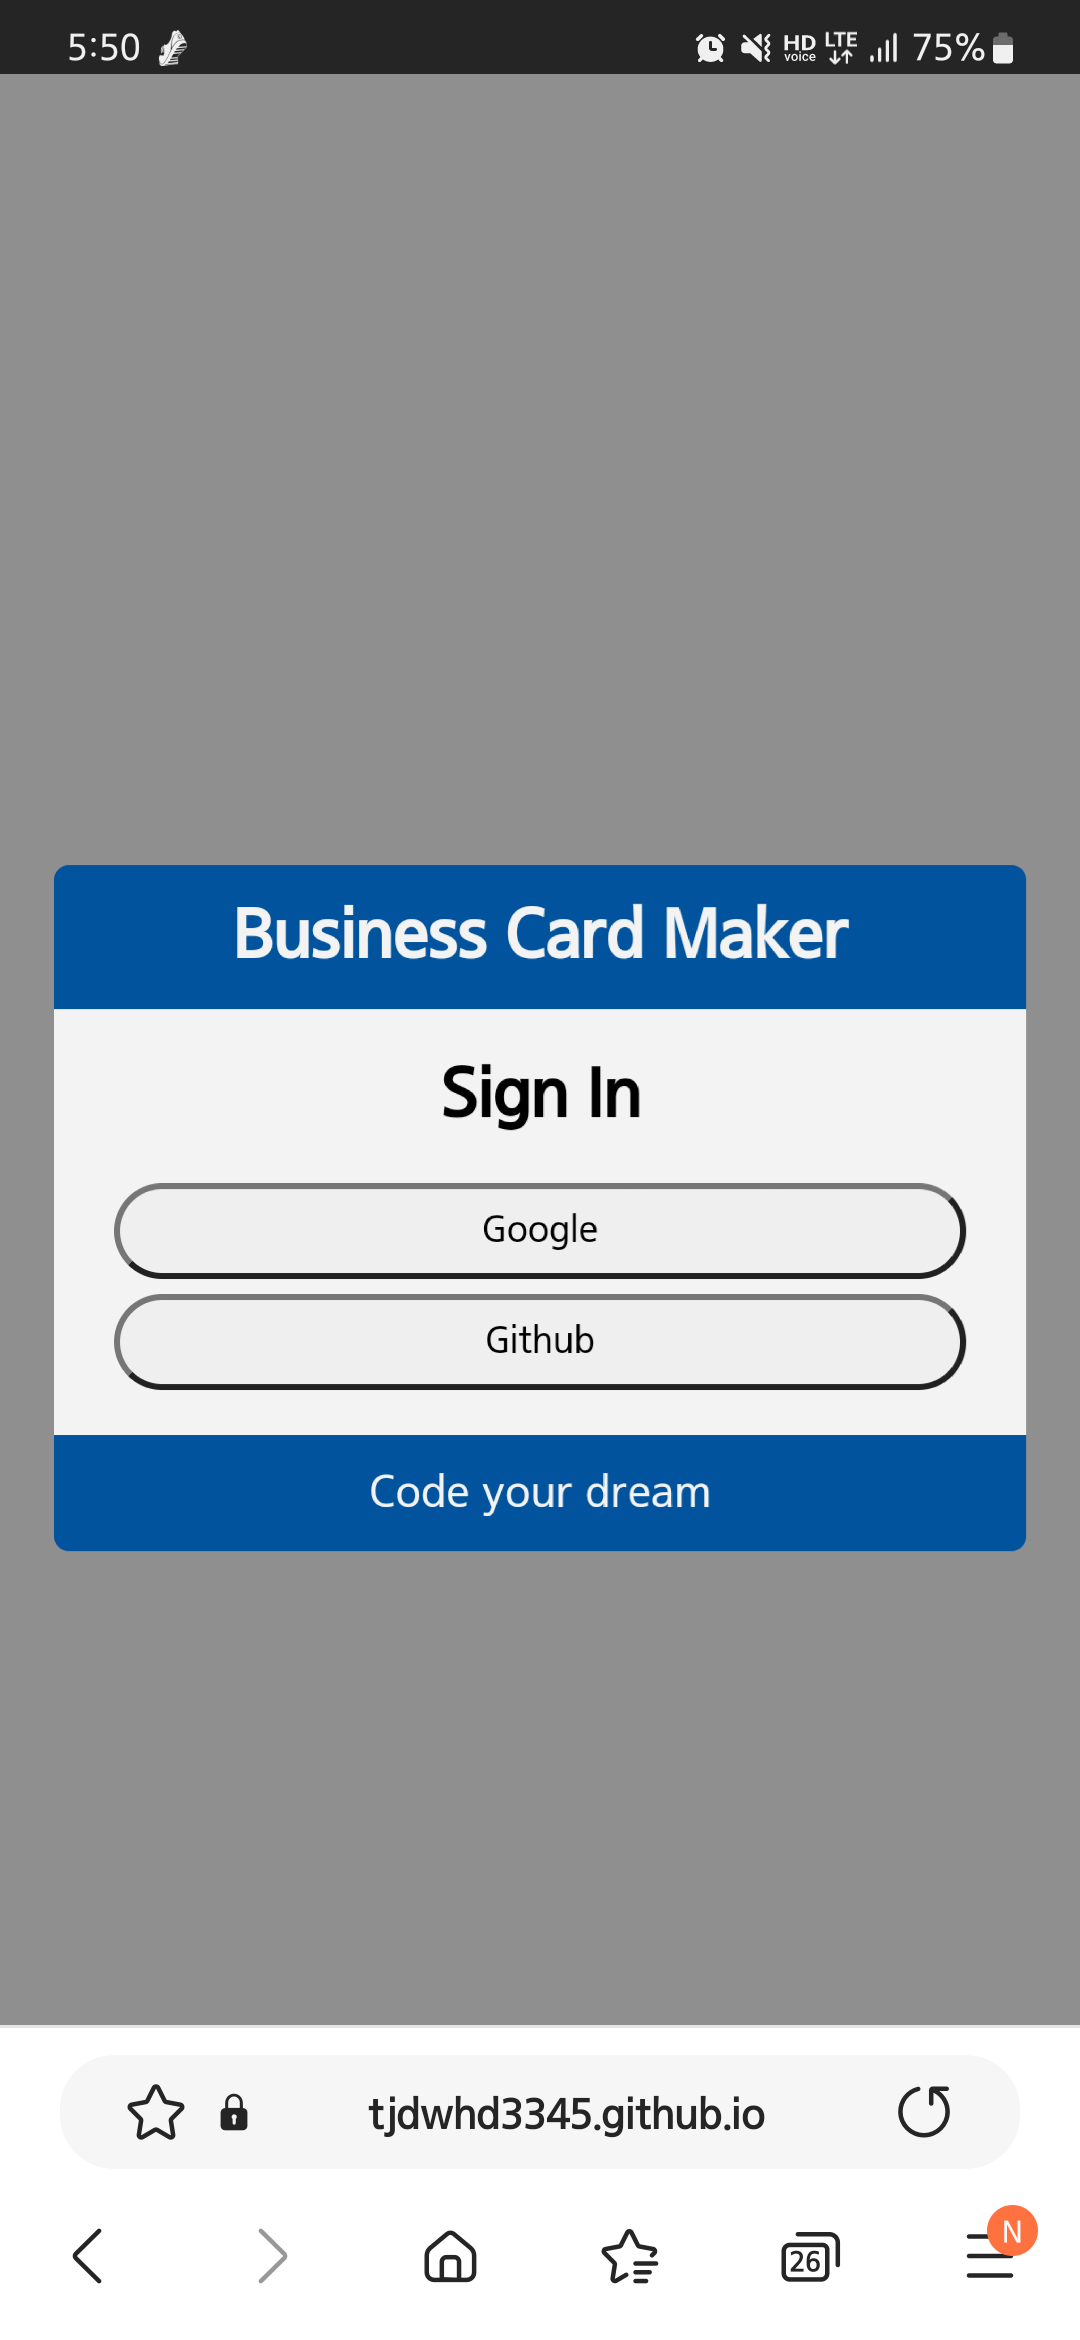 5:50 HD voice LTE 75%
Business Card Maker
Sign In
Google
Github
Code your dream
tjdwhd3345.github.io
26
N